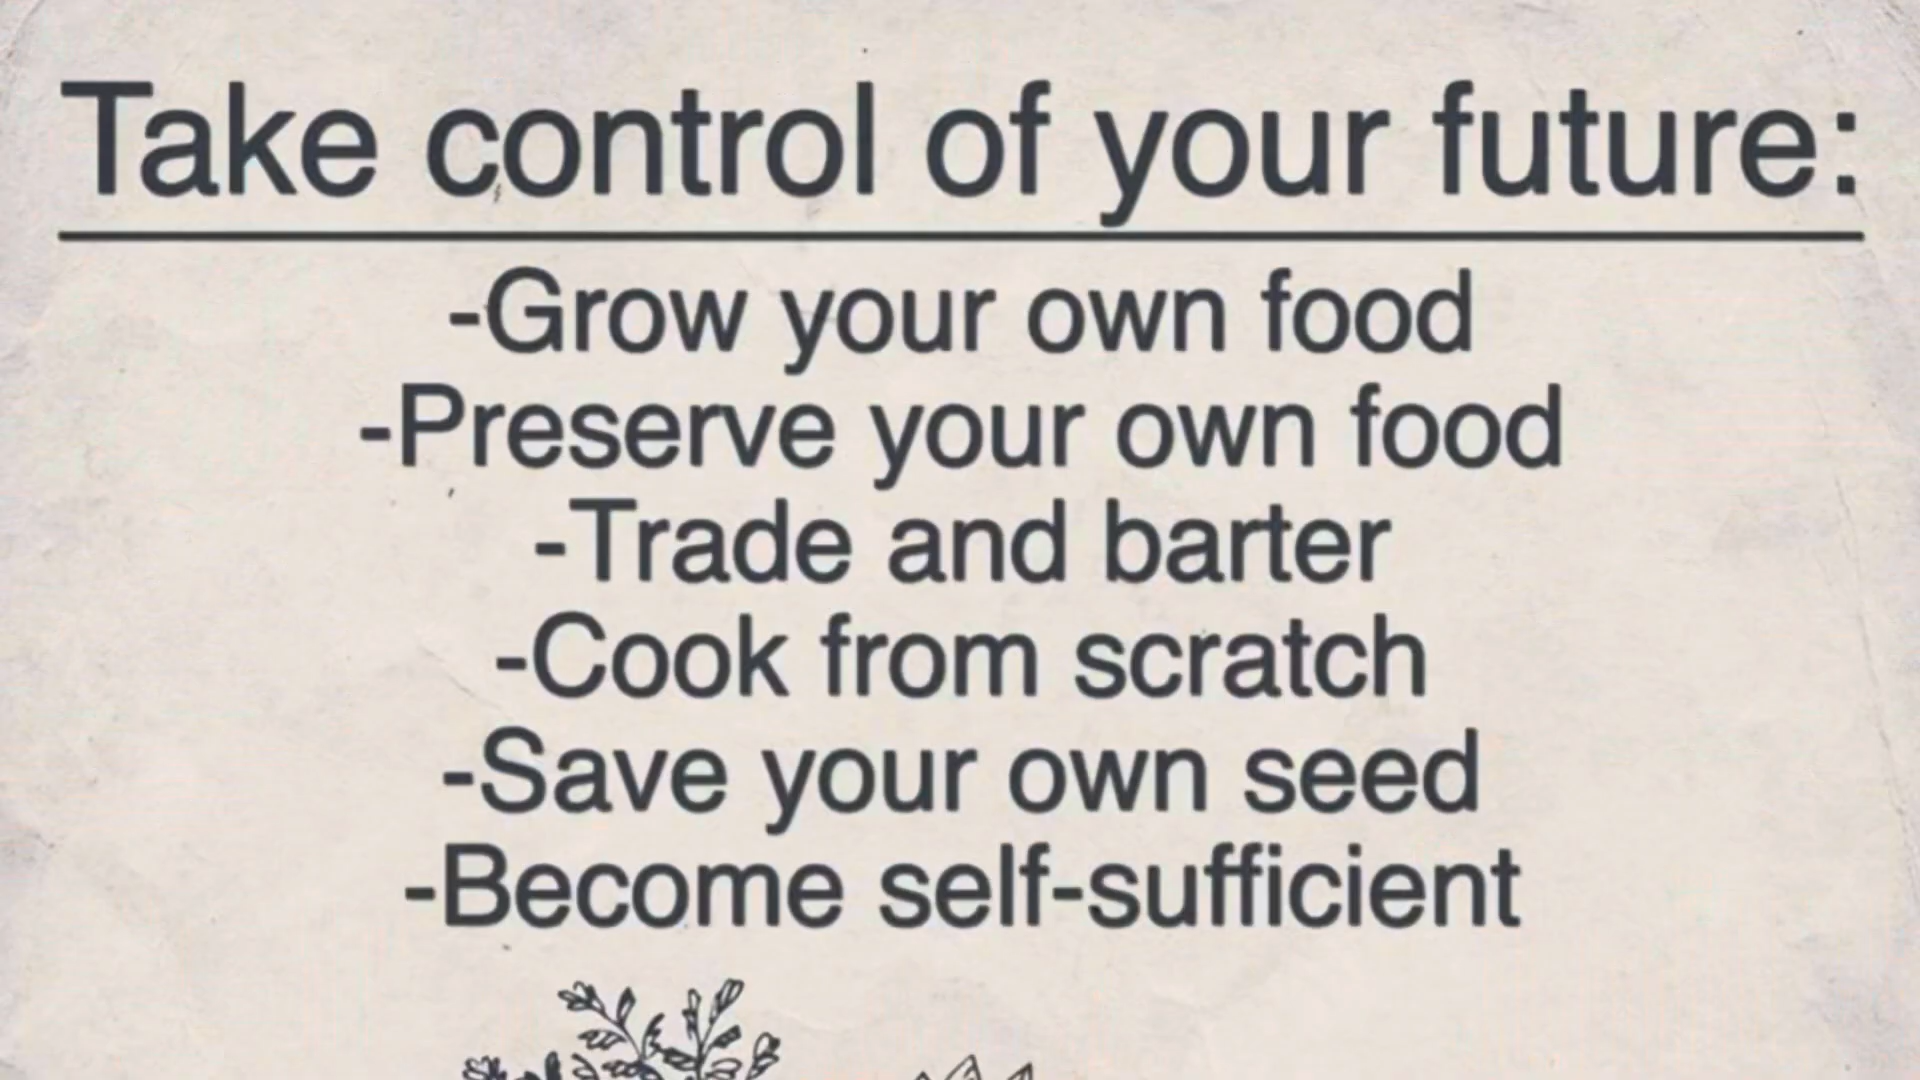 Take control of your future:
-Grow your own food
-Preserve your own food
-Trade and barter
-Cook from scratch
-Save your own seed
-Become self-sufficient